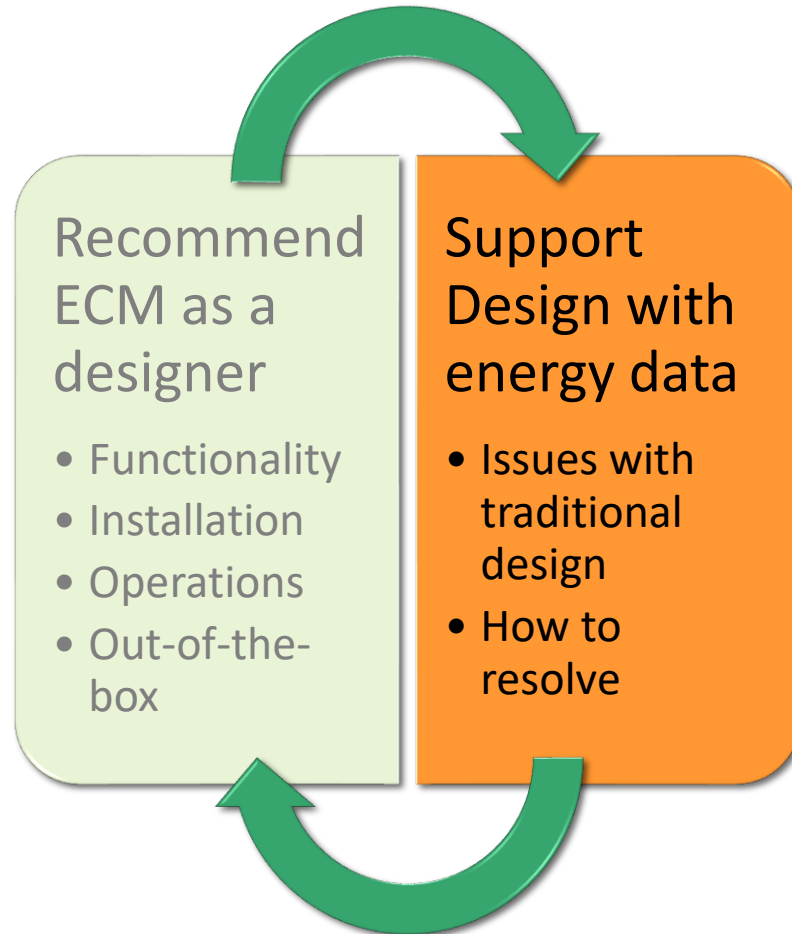 Recommend
ECM as a
designer
• Functionality
• Installation
• Operations
• Out-of-the-
box
Support
Design with
energy data
• Issues with
traditional
design
• How to
resolve